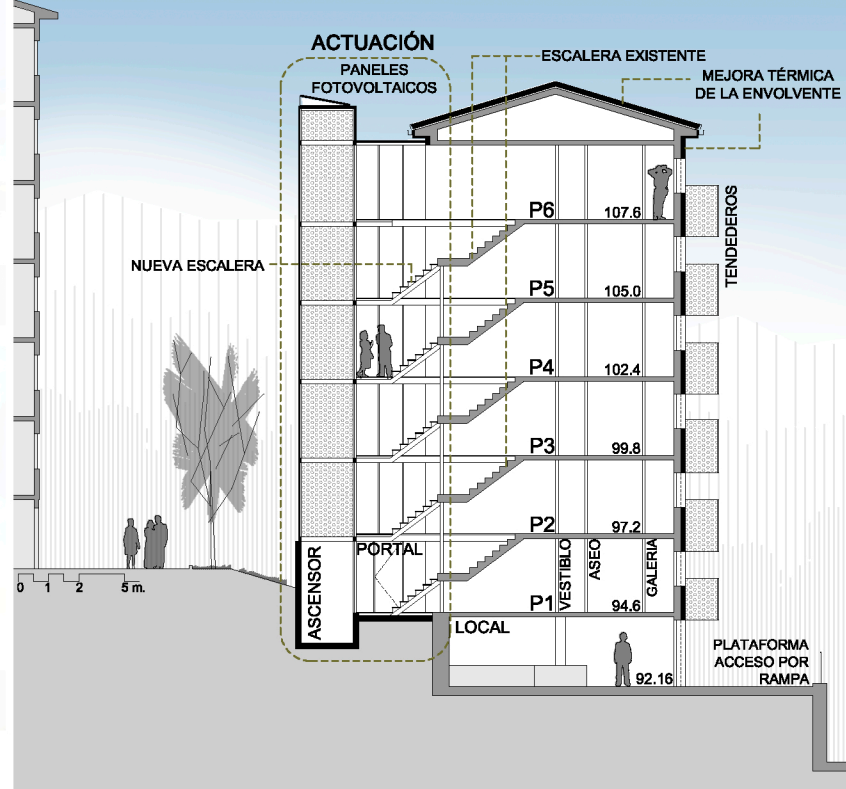 ACTUACIÓN
PANELES
FOTOVOLTAICOS
ESCALERA EXISTENTE
MEJORA TÉRMICA
DE LA ENVOLVENTE
TENDEDEROS
P6 107.6
NUEVA ESCALERA
P5 105.0
P4 102.4
P3 99.8
P2 97.2
ASCENSOR
PORTAL
VESTIBLO
ASEO
GALERIA
P1 94.6
0 1 2 5 m.
LOCAL
92.16
PLATAFORMA
ACCESO POR
RAMPA